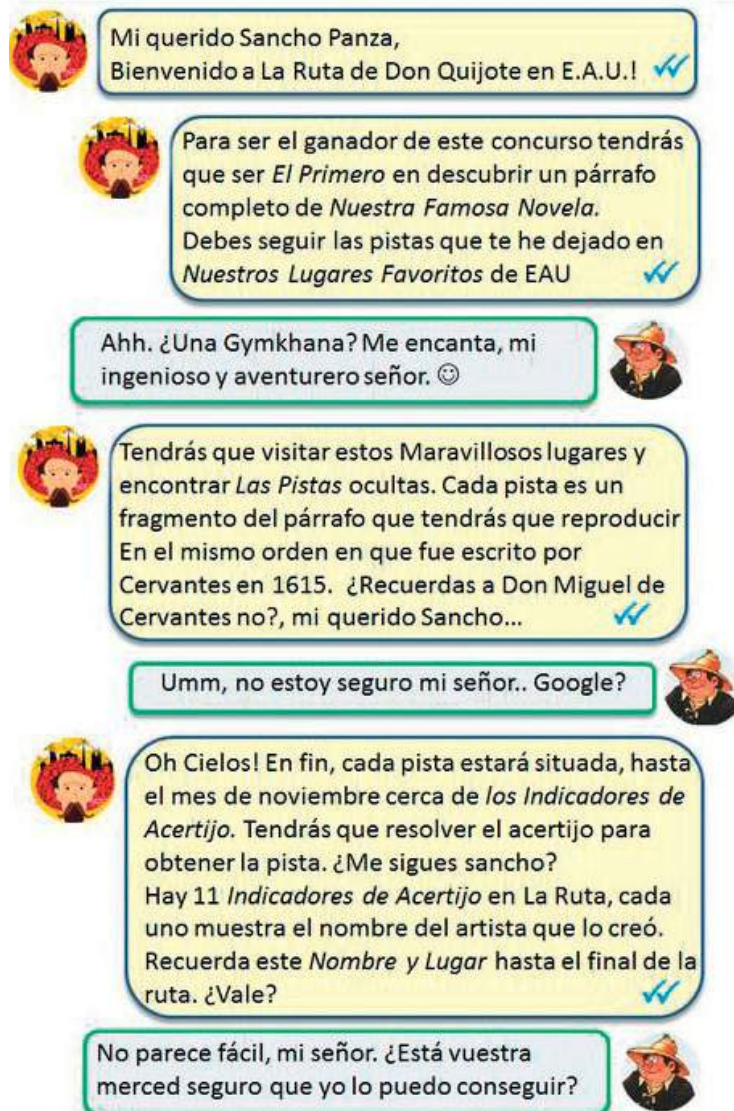 Mi querido Sancho Panza,
Bienvenido a La Ruta de Don Quijote en E.A.U.!
Para ser el ganador de este concurso tendrás
que ser El Primero en descubrir un párrafo
completo de Nuestra Famosa Novela.
Debes seguir las pistas que te he dejado en
Nuestros Lugares Favoritos de EAU
Ahh. ¿Una Gymkhana? Me encanta, mi
ingenioso y aventurero señor. ☺
Tendrás que visitar estos Maravillosos lugares y
encontrar Las Pistas ocultas. Cada pista es un
fragmento del párrafo que tendrás que reproducir
En el mismo orden en que fue escrito por
Cervantes en 1615. ¿Recuerdas a Don Miguel de
Cervantes no?, mi querido Sancho...
Umm, no estoy seguro mi señor.. Google?
Oh Cielos! En fin, cada pista estará situada, hasta
el mes de noviembre cerca de los Indicadores de
Acertijo. Tendrás que resolver el acertijo para
obtener la pista. ¿Me sigues sancho?
Hay 11 Indicadores de Acertijo en La Ruta, cada
uno muestra el nombre del artista que lo creó.
Recuerda este Nombre y Lugar hasta el final de la
ruta. ¿Vale?
No parece fácil, mi señor. ¿Está vuestra
merced seguro que yo lo puedo conseguir?